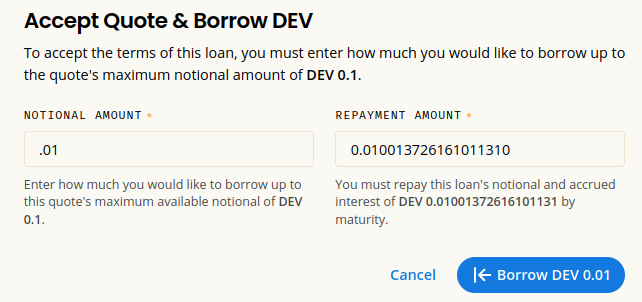 Accept Quote & Borrow DEV
To accept the terms of this loan, you must enter how much you would like to borrow up to
the quote's maximum notional amount of DEV 0.1.
NOTIONAL AMOUNT *
.01
Enter how much you would like to borrow up to
this quote's maximum available notional of DEV
0.1.
REPAYMENT AMOUNT *
0.010013726161011310
You must repay this loan's notional and accrued
interest of DEV 0.01001372616101131 by
maturity.
Cancel
Borrow DEV 0.01